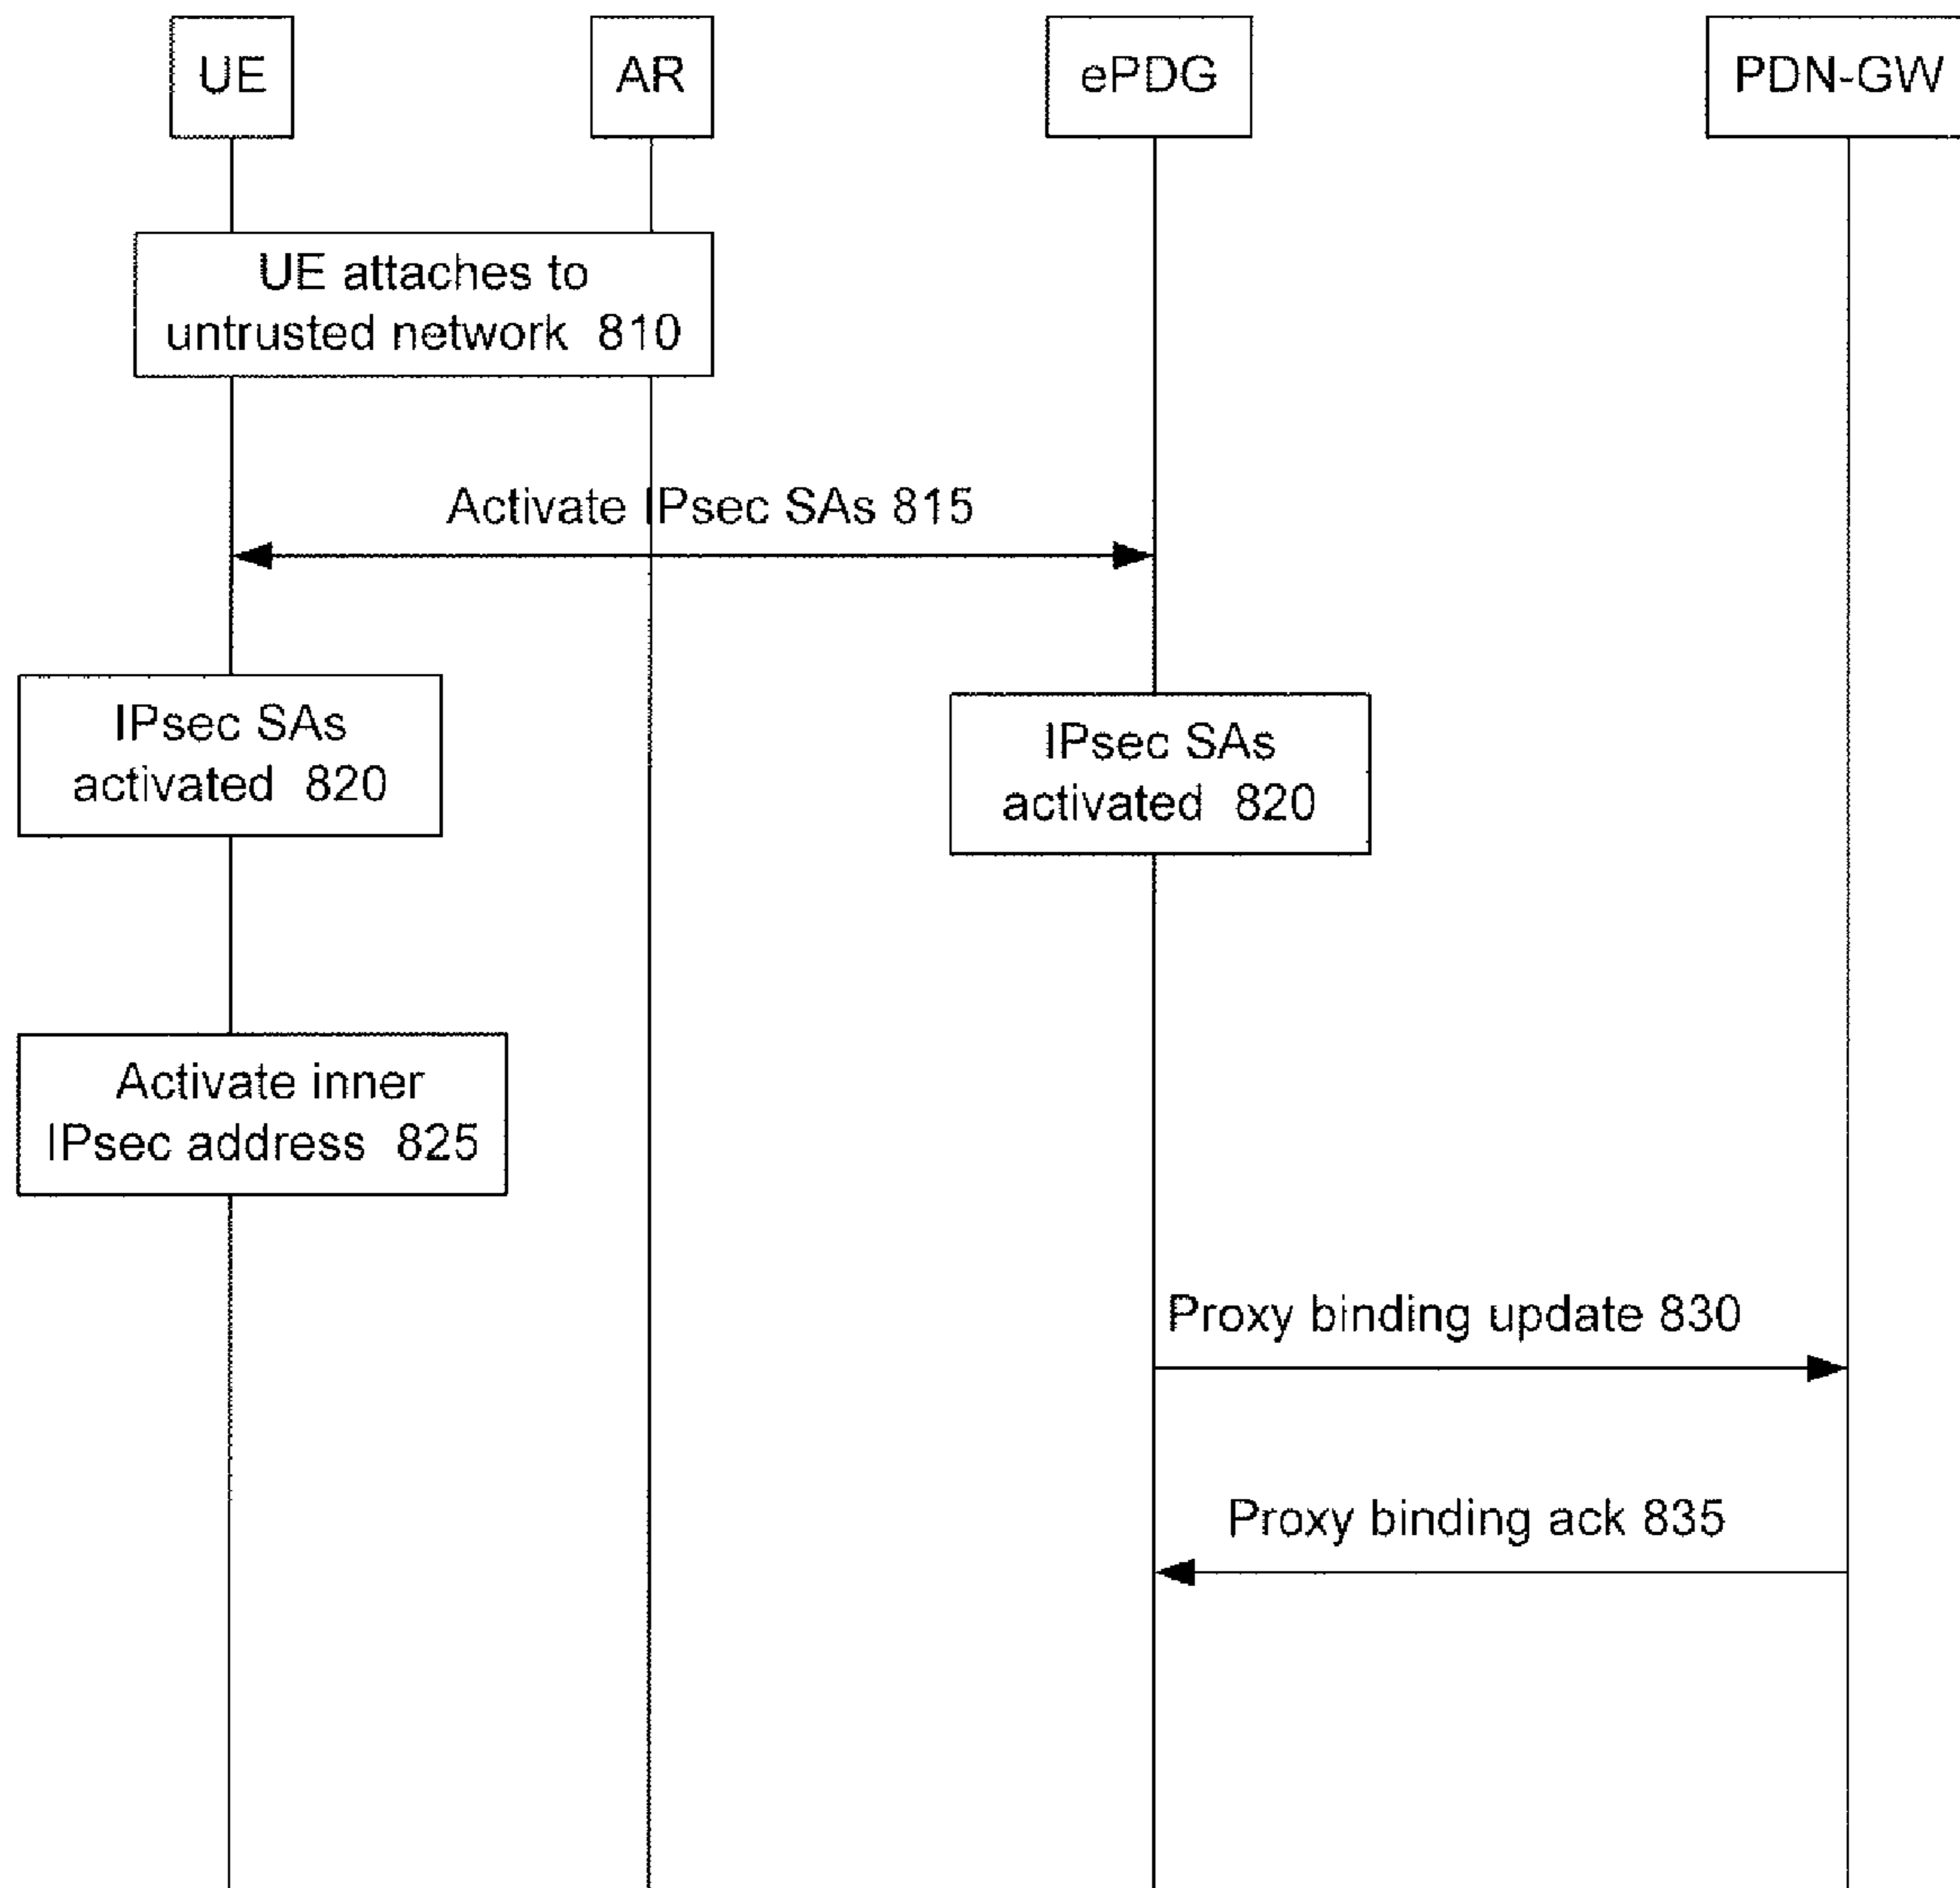 UE
AR
ePDG
PDN-GW
UE attaches to
untrusted network 810
Activate IPsec SAs 815
IPsec SAs
activated 820
IPsec SAs
activated 820
Activate inner
IPsec address 825
Proxy binding update 830
Proxy binding ack 835